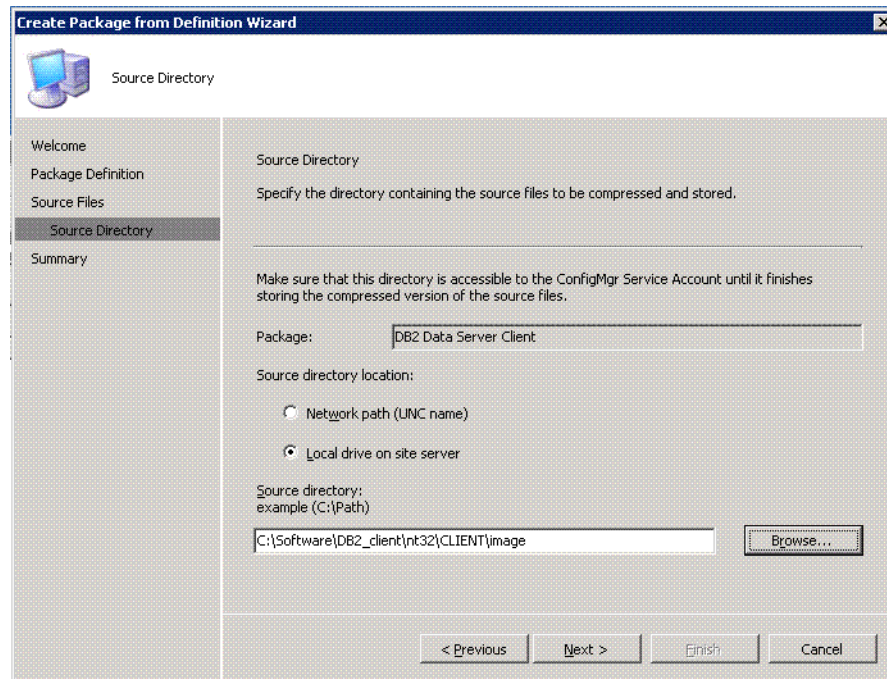 Create Package from Definition Wizard
Source Directory
Welcome
Package Definition
Source Files
Source Directory
Summary
Source Directory
Specify the directory containing the source files to be compressed and stored.
Make sure that this directory is accessible to the ConfigMgr Service Account until it finishes
storing the compressed version of the source files.
Package: DB2 Data Server Client
Source directory location:
Network path (UNC name)
Local drive on site server
Source directory:
example (C:\Path)
C:\Software\DB2_client\nt32\CLIENT\image Browse...
< Previous Next > Finish Cancel